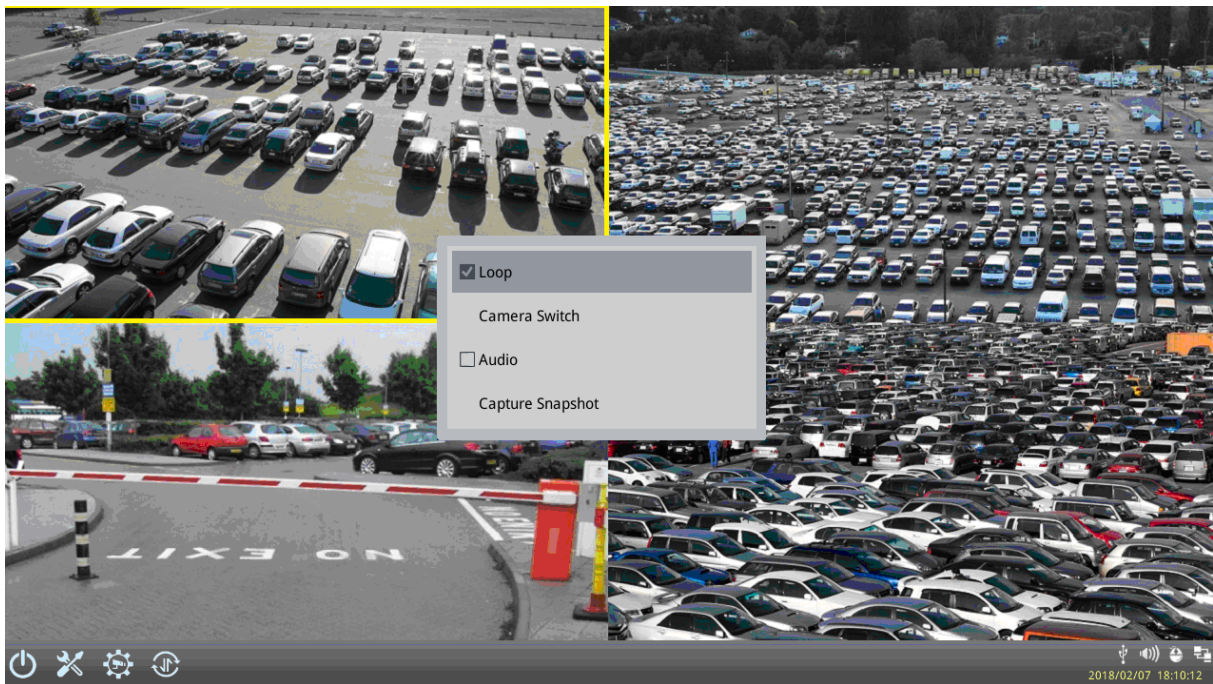 Loop
Camera Switch
Audio
Capture Snapshot
NO EXIT
2018/02/07 18:10:12